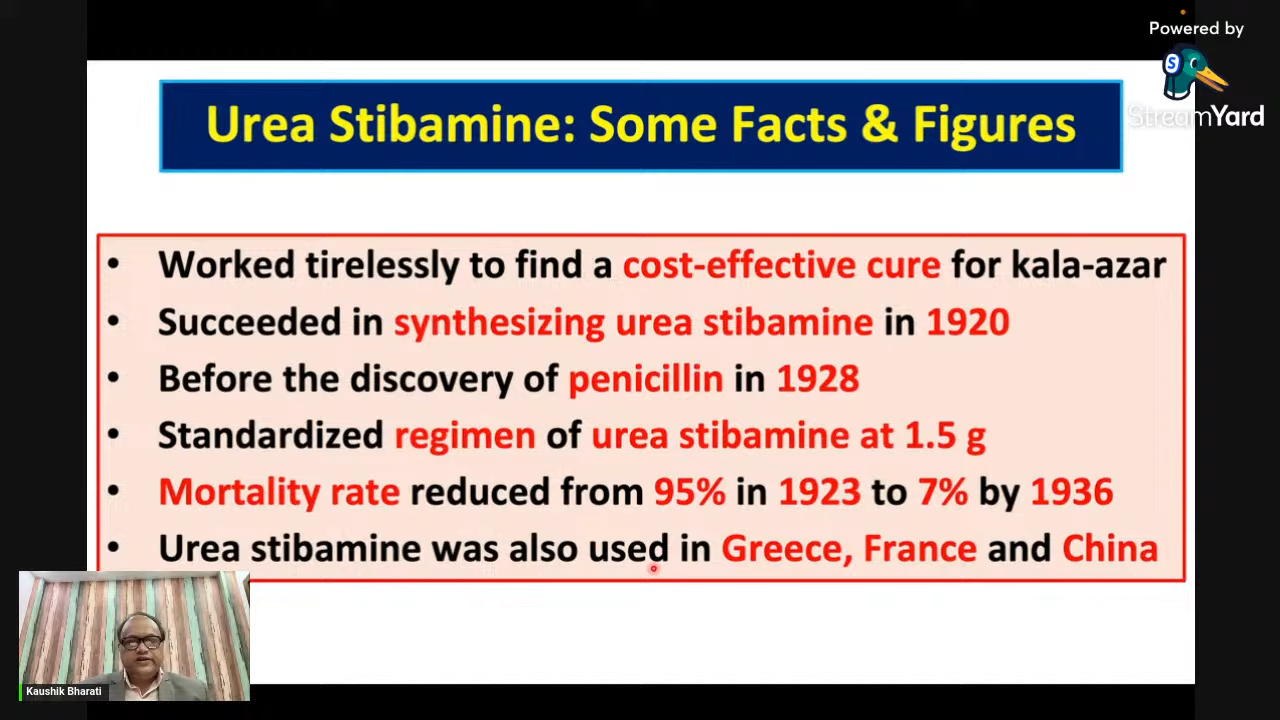 Powered by
StreamYard
Urea Stibamine: Some Facts & Figures
• Worked tirelessly to find a cost-effective cure for kala-azar
• Succeeded in synthesizing urea stibamine in 1920
• Before the discovery of penicillin in 1928
• Standardized regimen of urea stibamine at 1.5 g
• Mortality rate reduced from 95% in 1923 to 7% by 1936
• Urea stibamine was also used in Greece, France and China
Kaushik Bharati